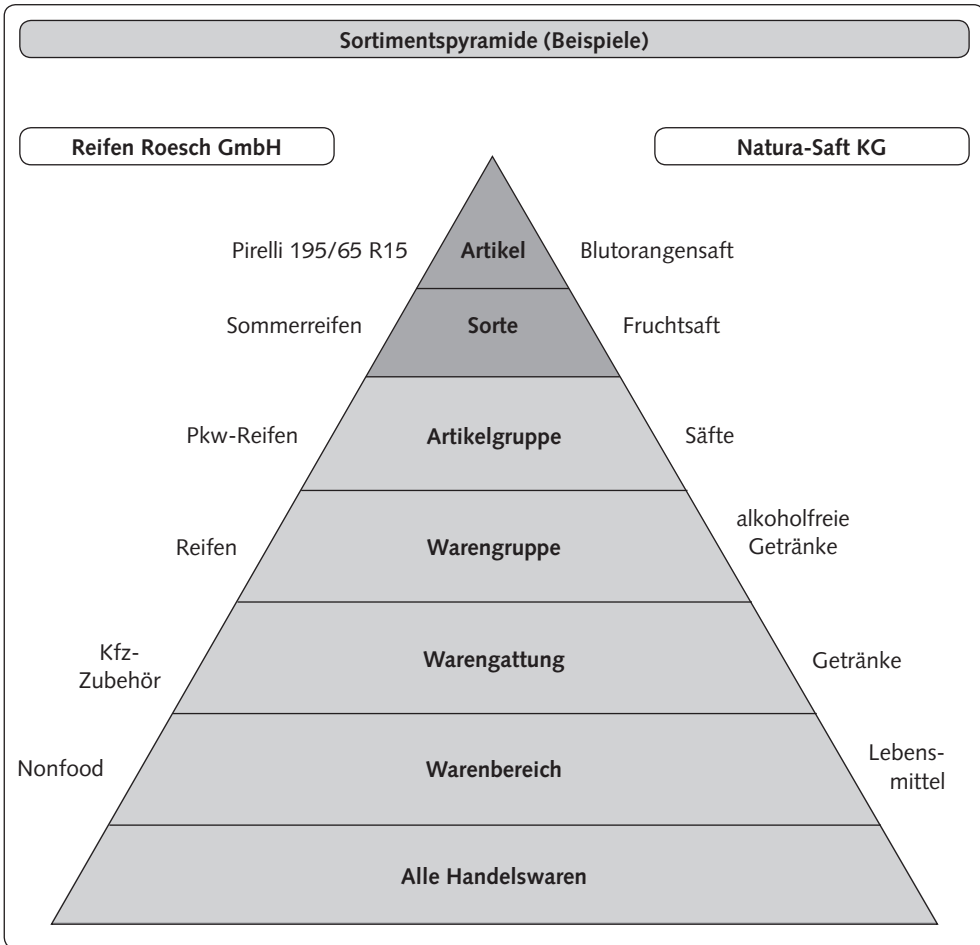 Sortimentspyramide (Beispiele)
Reifen Roesch GmbH
Natura-Saft KG
Pirelli 195/65 R15
Artikel
Blutorangensaft
Sommerreifen
Sorte
Fruchtsaft
Pkw-Reifen
Artikelgruppe
Säfte
Reifen
Warengruppe
alkoholfreie
Getränke
Kfz-
Zubehör
Warengattung
Getränke
Nonfood
Warenbereich
Lebens-
mittel
Alle Handelswaren